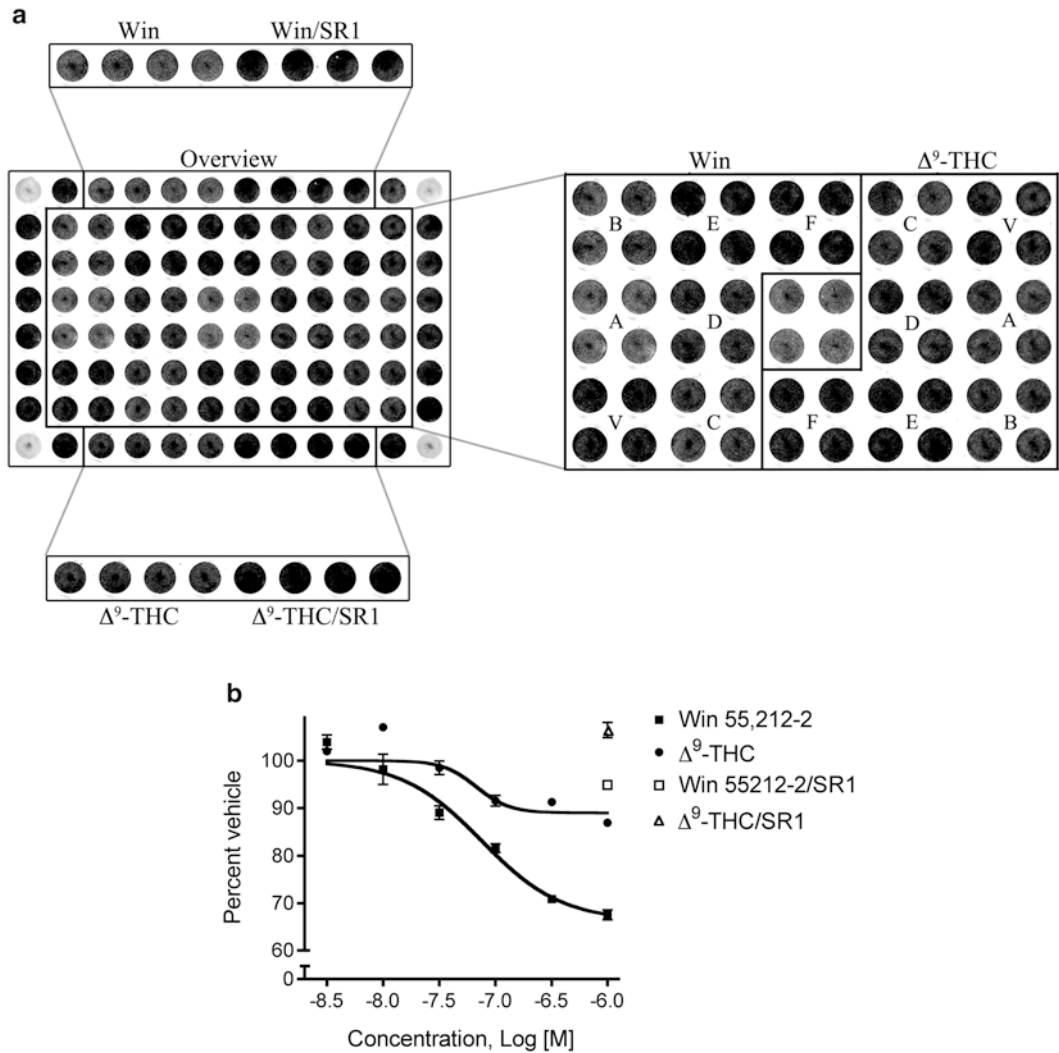 a
Win Win/SR1
Overview
Win Δ⁹-THC
B E F C V
A D D A
V C F E B
Δ⁹-THC Δ⁹-THC/SR1
b
Percent vehicle
100
90
80
70
60
0
-8.5 -8.0 -7.5 -7.0 -6.5 -6.0
Concentration, Log [M]
Win 55,212-2
Δ⁹-THC
Win 55212-2/SR1
Δ⁹-THC/SR1